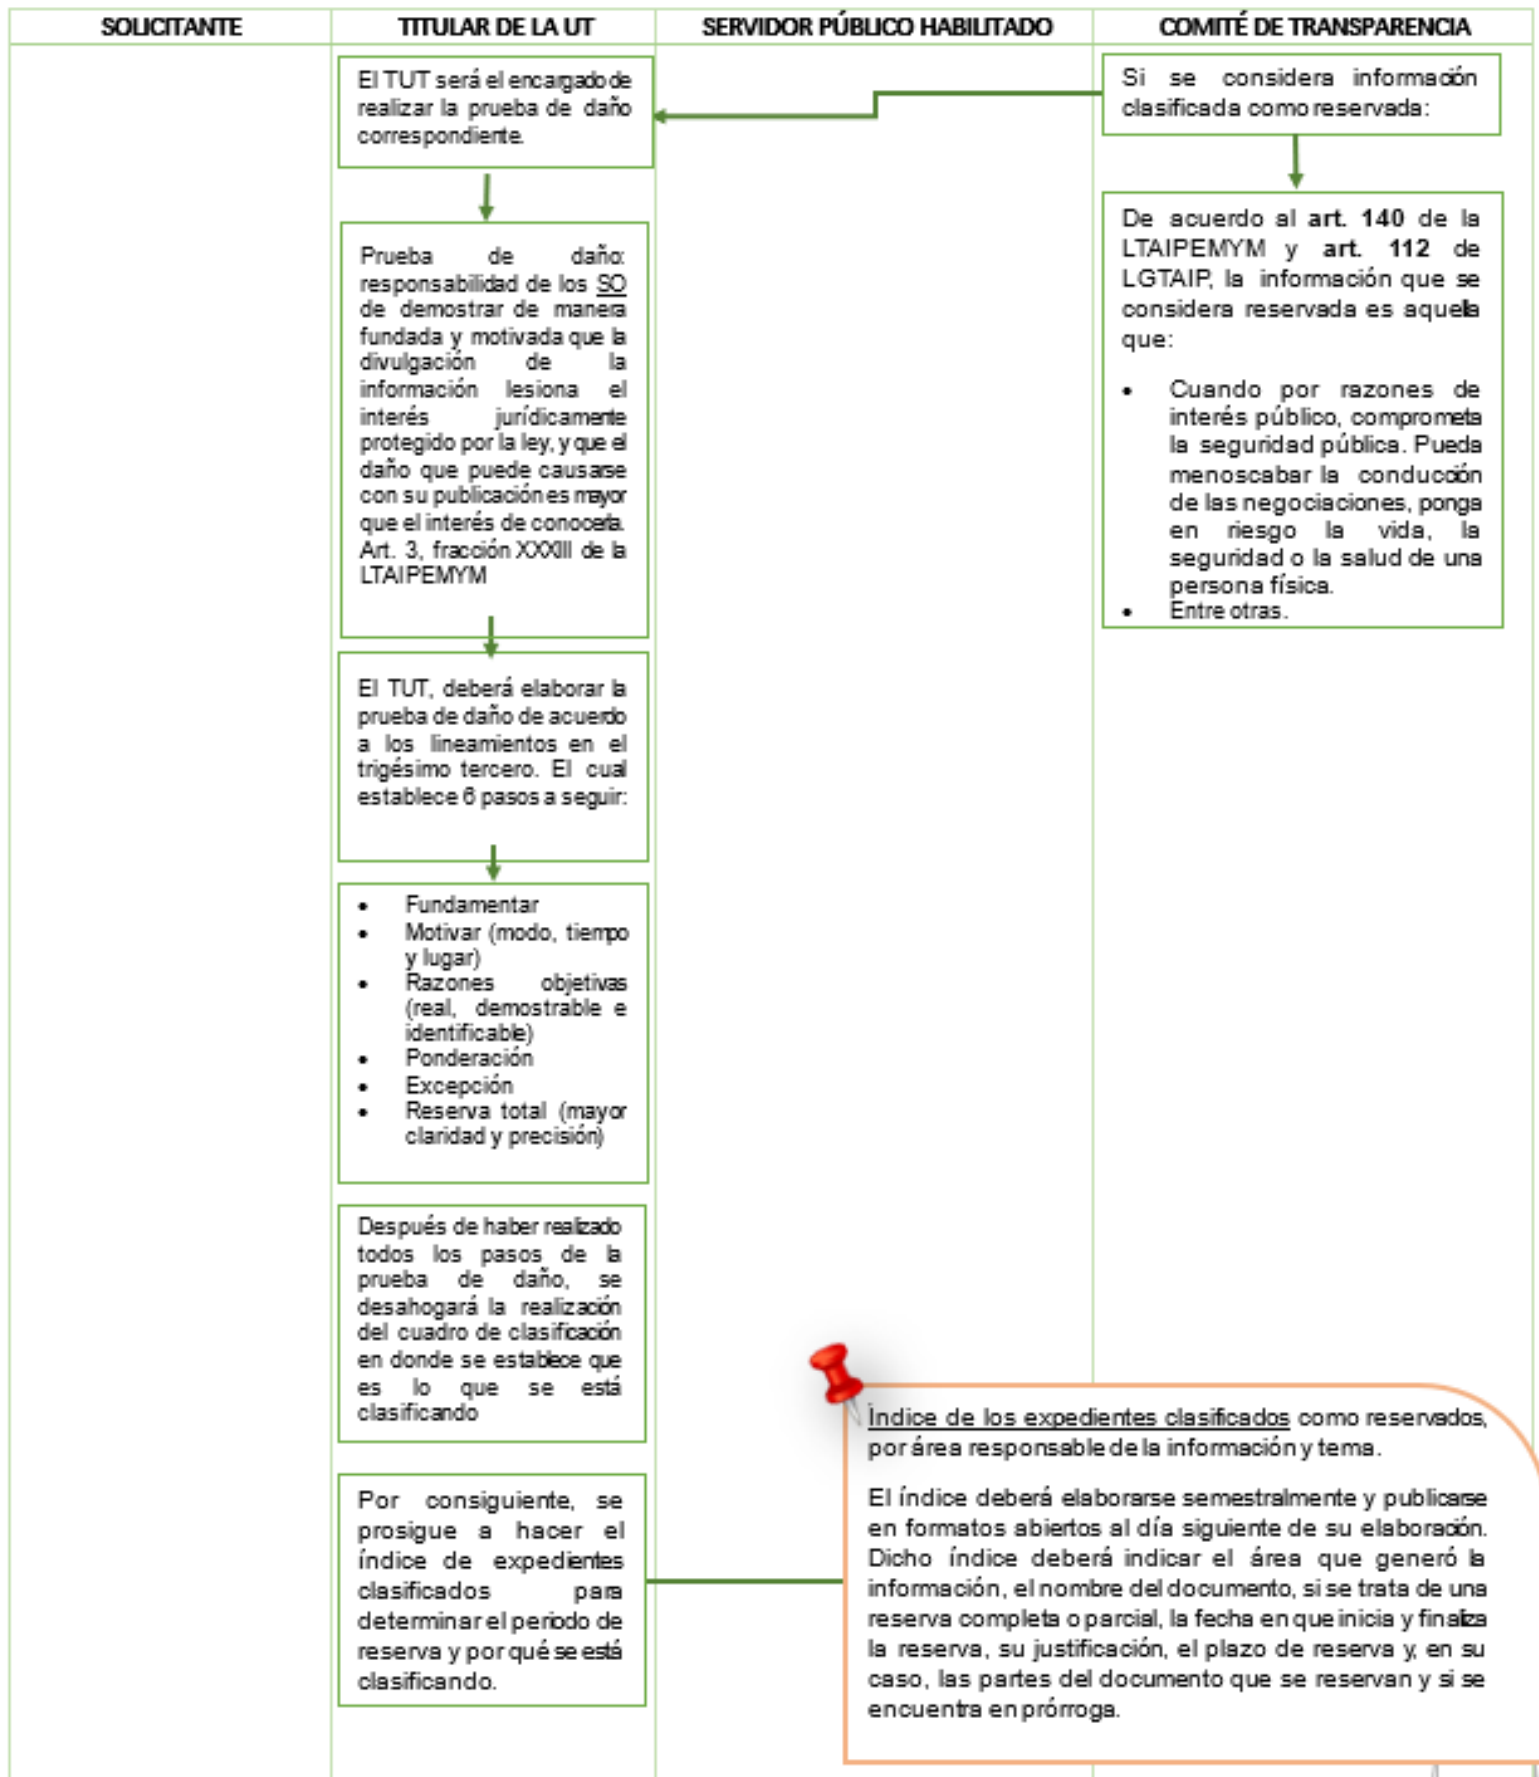 SOLICITANTE
TITULAR DE LA UT
SERVIDOR PÚBLICO HABILITADO
COMITÉ DE TRANSPARENCIA
El TUT será el encargado de
realizar la prueba de daño
correspondiente.
Prueba de daño:
responsabilidad de los SO
de demostrar de manera
fundada y motivada que la
divulgación de la
información lesiona el
interés jurídicamente
protegido por la ley, y que el
daño que puede causarse
con su publicación es mayor
que el interés de conocerla.
Art. 3, fracción XXXIII de la
LTAIPEMYM
El TUT, deberá elaborar la
prueba de daño de acuerdo
a los lineamientos en el
trigésimo tercero. El cual
establece 6 pasos a seguir:
• Fundamentar
• Motivar (modo, tiempo
y lugar)
• Razones objetivas
(real, demostrable e
identificable)
• Ponderación
• Excepción
• Reserva total (mayor
claridad y precisión)
Después de haber realizado
todos los pasos de la
prueba de daño, se
desahogará la realización
del cuadro de clasificación
en donde se establece que
es lo que se está
clasificando
Por consiguiente, se
prosigue a hacer el
índice de expedientes
clasificados para
determinar el periodo de
reserva y por qué se está
clasificando.
Si se considera información
clasificada como reservada:
De acuerdo al art. 140 de la
LTAIPEMYM y art. 112 de
LGTAIP, la información que se
considera reservada es aquella
que:
• Cuando por razones de
interés público, comprometa
la seguridad pública. Pueda
menoscabar la conducción
de las negociaciones, ponga
en riesgo la vida, la
seguridad o la salud de una
persona física.
• Entre otras.
Índice de los expedientes clasificados como reservados,
por área responsable de la información y tema.
El índice deberá elaborarse semestralmente y publicarse
en formatos abiertos al día siguiente de su elaboración.
Dicho índice deberá indicar el área que generó la
información, el nombre del documento, si se trata de una
reserva completa o parcial, la fecha en que inicia y finaliza
la reserva, su justificación, el plazo de reserva y, en su
caso, las partes del documento que se reservan y si se
encuentra en prórroga.